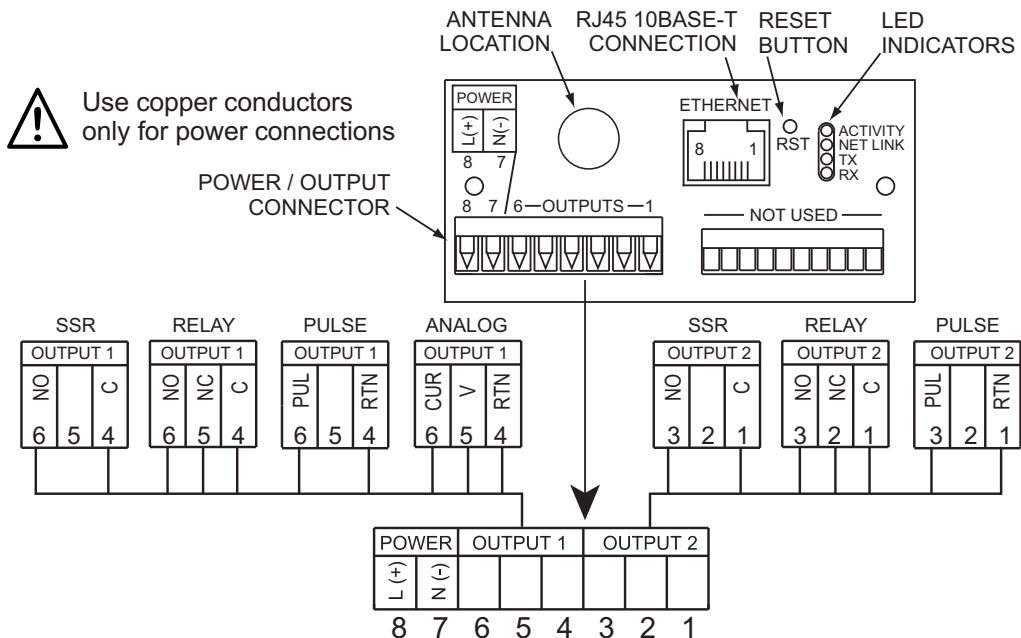 ANTENNA
LOCATION
RJ45 10BASE-T
CONNECTION
RESET
BUTTON
LED
INDICATORS
Use copper conductors
only for power connections
POWER
L(+) N(-)
8 7
ETHERNET
8 1
RST
ACTIVITY
NET LINK
TX
RX
POWER / OUTPUT
CONNECTOR
8 7 6 OUTPUTS 1
NOT USED
SSR
OUTPUT 1
NO C
6 5 4
RELAY
OUTPUT 1
NO NC C
6 5 4
PULSE
OUTPUT 1
PUL RTN
6 5 4
ANALOG
OUTPUT 1
CUR V RTN
6 5 4
SSR
OUTPUT 2
NO C
3 2 1
RELAY
OUTPUT 2
NO NC C
3 2 1
PULSE
OUTPUT 2
PUL RTN
3 2 1
POWER OUTPUT 1 OUTPUT 2
L (+) N (-)
8 7 6 5 4 3 2 1